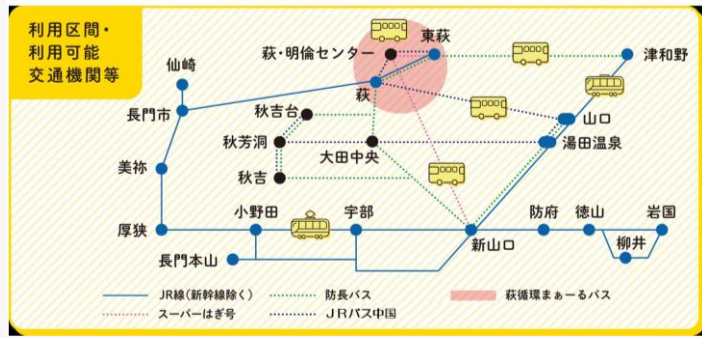 利用区間・
利用可能
交通機関等
東萩
萩・明倫センター
津和野
仙崎
萩
長門市
秋吉台
山口
秋芳洞
大田中央
湯田温泉
美祢
秋吉
厚狭
小野田
宇部
新山口
防府
徳山
岩国
柳井
長門本山
JR線(新幹線除く)
防長バス
萩循環まぁーるバス
スーパーはぎ号
JRバス中国